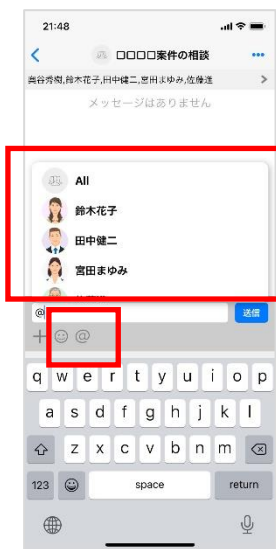 21:48
□□□□案件の相談
奥谷秀樹,鈴木花子,田中健二,宮田まゆみ,佐藤進
メッセージはありません
All
鈴木花子
田中健二
宮田まゆみ
@
送信
@
q w e r t y u i o p
a s d f g h j k l
z x c v b n m
123 space return